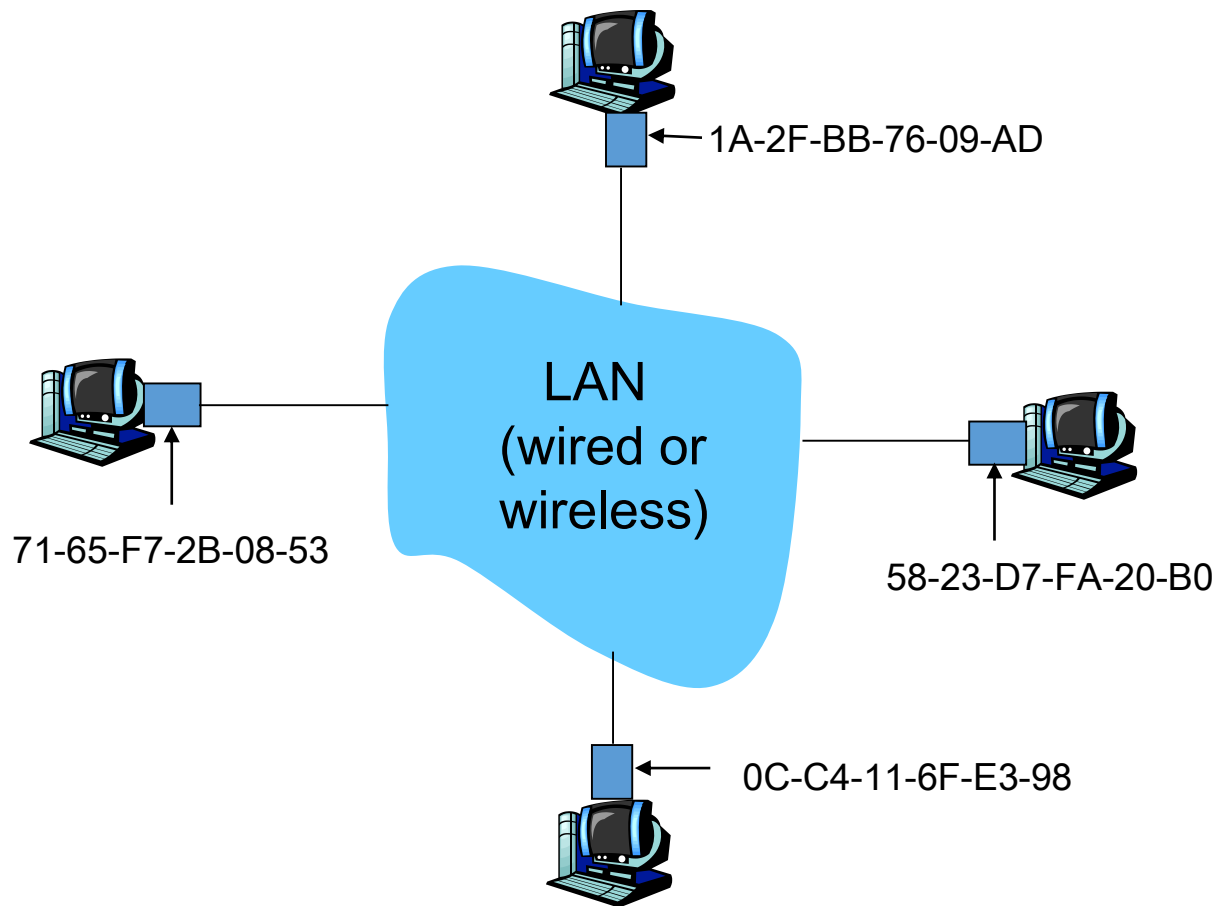 1A-2F-BB-76-09-AD
LAN
(wired or
wireless)
71-65-F7-2B-08-53
58-23-D7-FA-20-B0
0C-C4-11-6F-E3-98